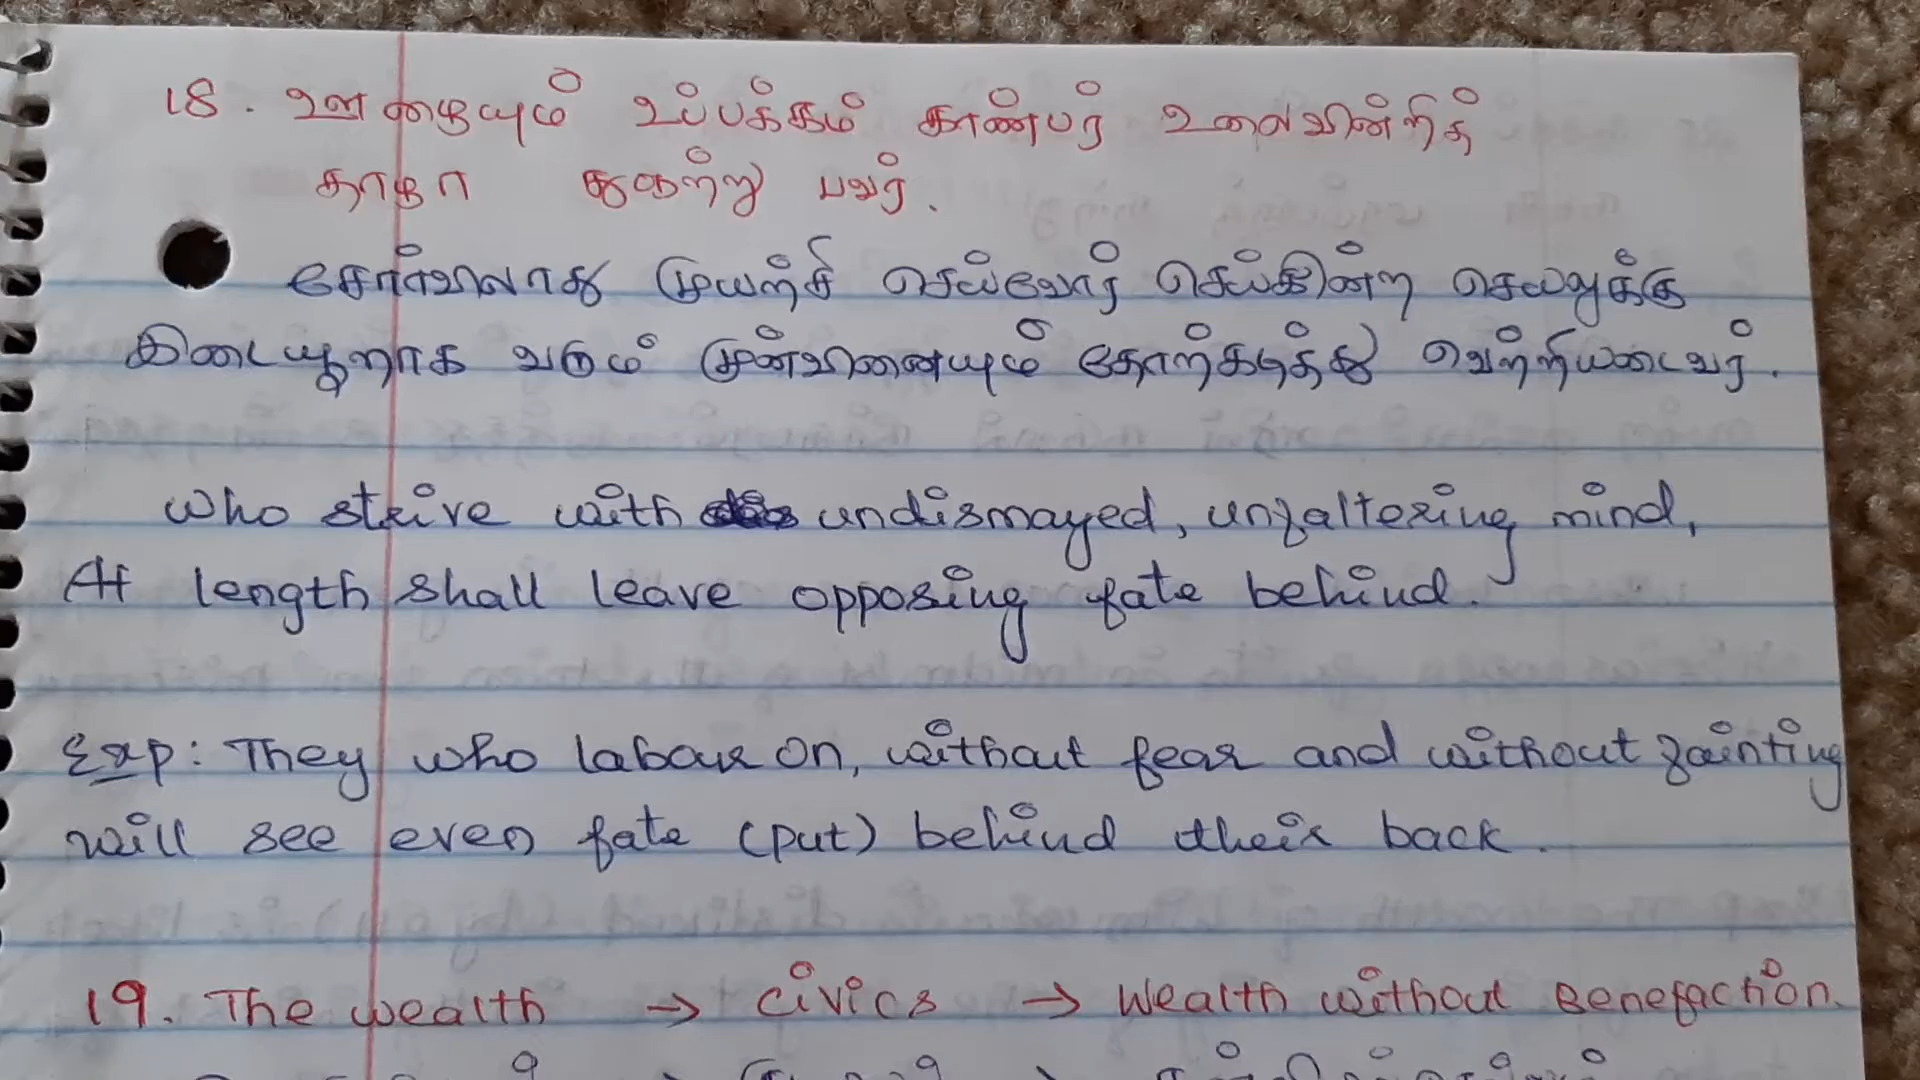 18. ஊழையும் உப்பக்கம் காண்பர் உலைவின்றித்
தாழா துஞற்று பவர்.
சோர்விலாது முயற்சி செய்வோர் செய்கின்ற செயலுக்கு
இடையூறாக வரும் முன்வினையையும் தோற்கடித்து வெற்றியடைவர்.
Who strive with undismayed, unfaltering mind,
At length shall leave opposing fate behind.
Exp: They who labour on, without fear and without fainting
will see even fate (put) behind their back.
19. The wealth → civics → Wealth without Benefaction.